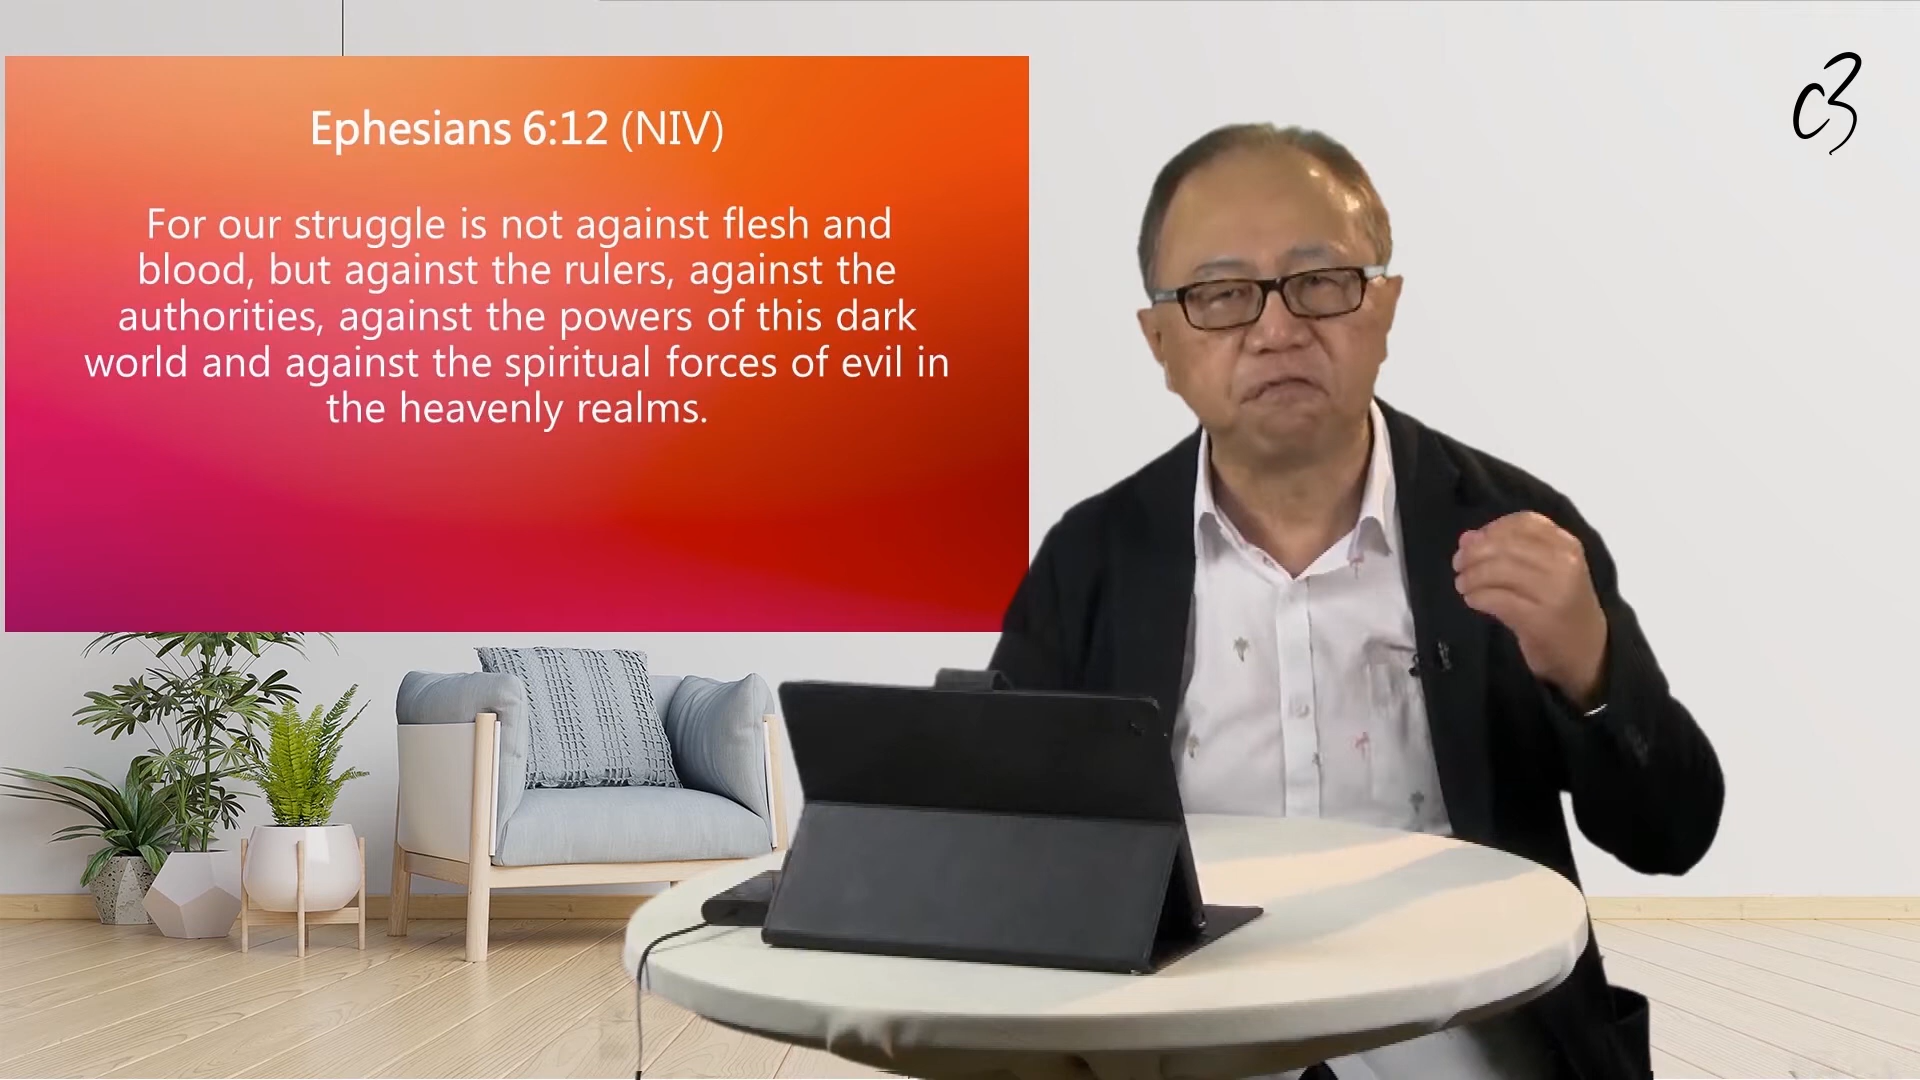 Ephesians 6:12 (NIV)
For our struggle is not against flesh and
blood, but against the rulers, against the
authorities, against the powers of this dark
world and against the spiritual forces of evil in
the heavenly realms.
c3